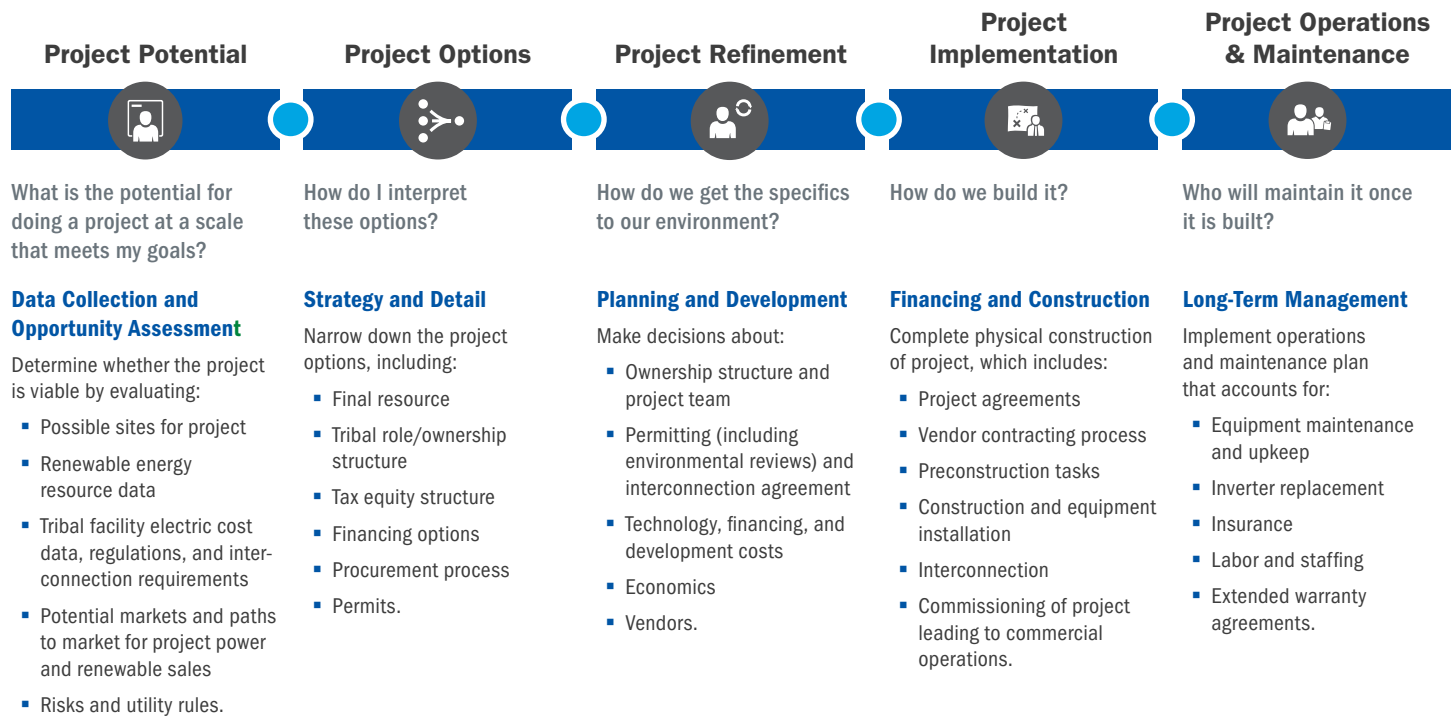 Project Potential
What is the potential for
doing a project at a scale
that meets my goals?
Data Collection and
Opportunity Assessment
Determine whether the project
is viable by evaluating:
▪ Possible sites for project
▪ Renewable energy
resource data
▪ Tribal facility electric cost
data, regulations, and inter-
connection requirements
▪ Potential markets and paths
to market for project power
and renewable sales
▪ Risks and utility rules.
Project Options
How do I interpret
these options?
Strategy and Detail
Narrow down the project
options, including:
▪ Final resource
▪ Tribal role/ownership
structure
▪ Tax equity structure
▪ Financing options
▪ Procurement process
▪ Permits.
Project Refinement
How do we get the specifics
to our environment?
Planning and Development
Make decisions about:
▪ Ownership structure and
project team
▪ Permitting (including
environmental reviews) and
interconnection agreement
▪ Technology, financing, and
development costs
▪ Economics
▪ Vendors.
Project
Implementation
How do we build it?
Financing and Construction
Complete physical construction
of project, which includes:
▪ Project agreements
▪ Vendor contracting process
▪ Preconstruction tasks
▪ Construction and equipment
installation
▪ Interconnection
▪ Commissioning of project
leading to commercial
operations.
Project Operations
& Maintenance
Who will maintain it once
it is built?
Long-Term Management
Implement operations
and maintenance plan
that accounts for:
▪ Equipment maintenance
and upkeep
▪ Inverter replacement
▪ Insurance
▪ Labor and staffing
▪ Extended warranty
agreements.